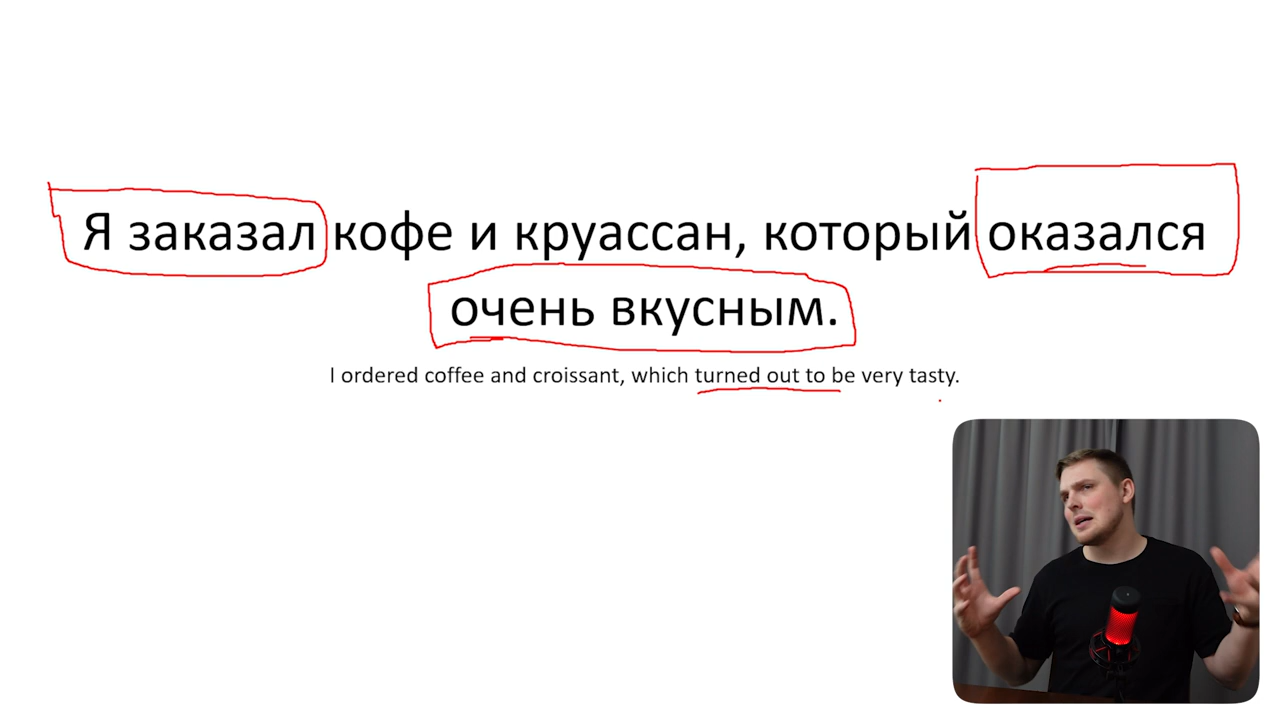 Я заказал кофе и круассан, который оказался
очень вкусным.
I ordered coffee and croissant, which turned out to be very tasty.